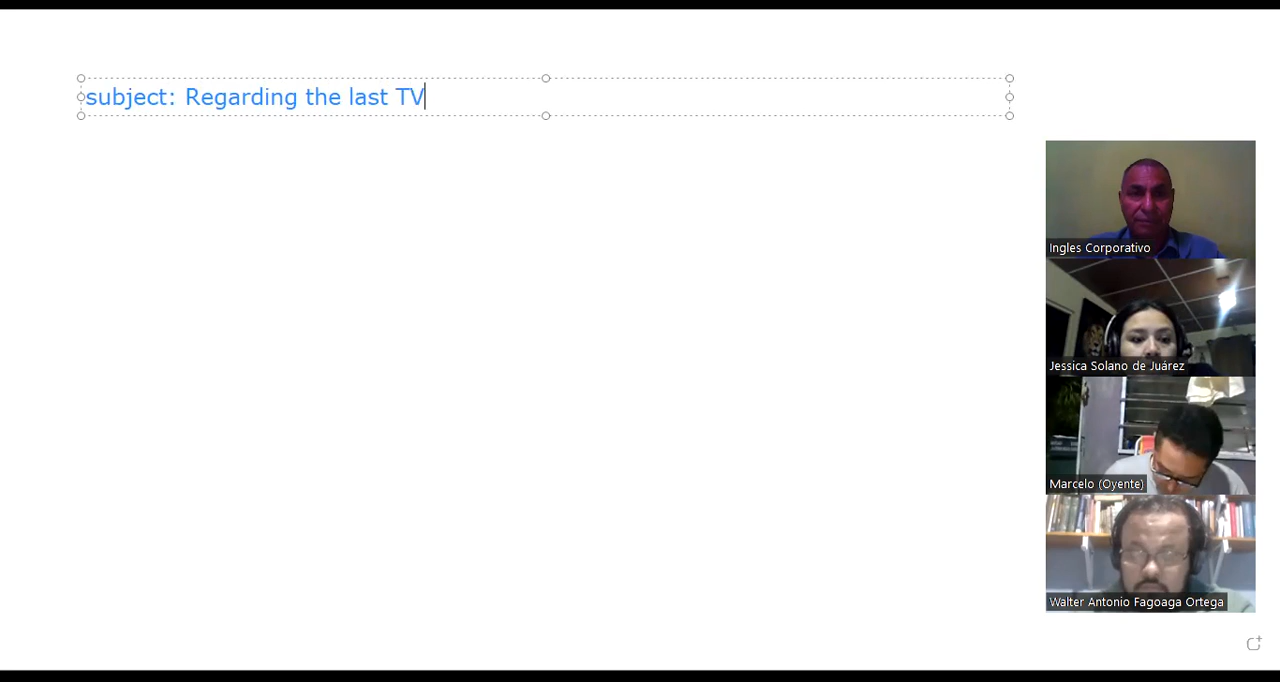 subject: Regarding the last TV
Ingles Corporativo
Jessica Solano de Juárez
Marcelo (Oyente)
Walter Antonio Fagoaga Ortega